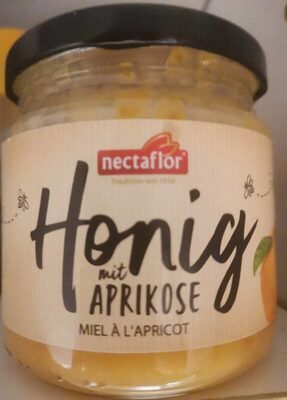 nectaflor
Honig
mit
APRIKOSE
MIEL À L'APRICOT